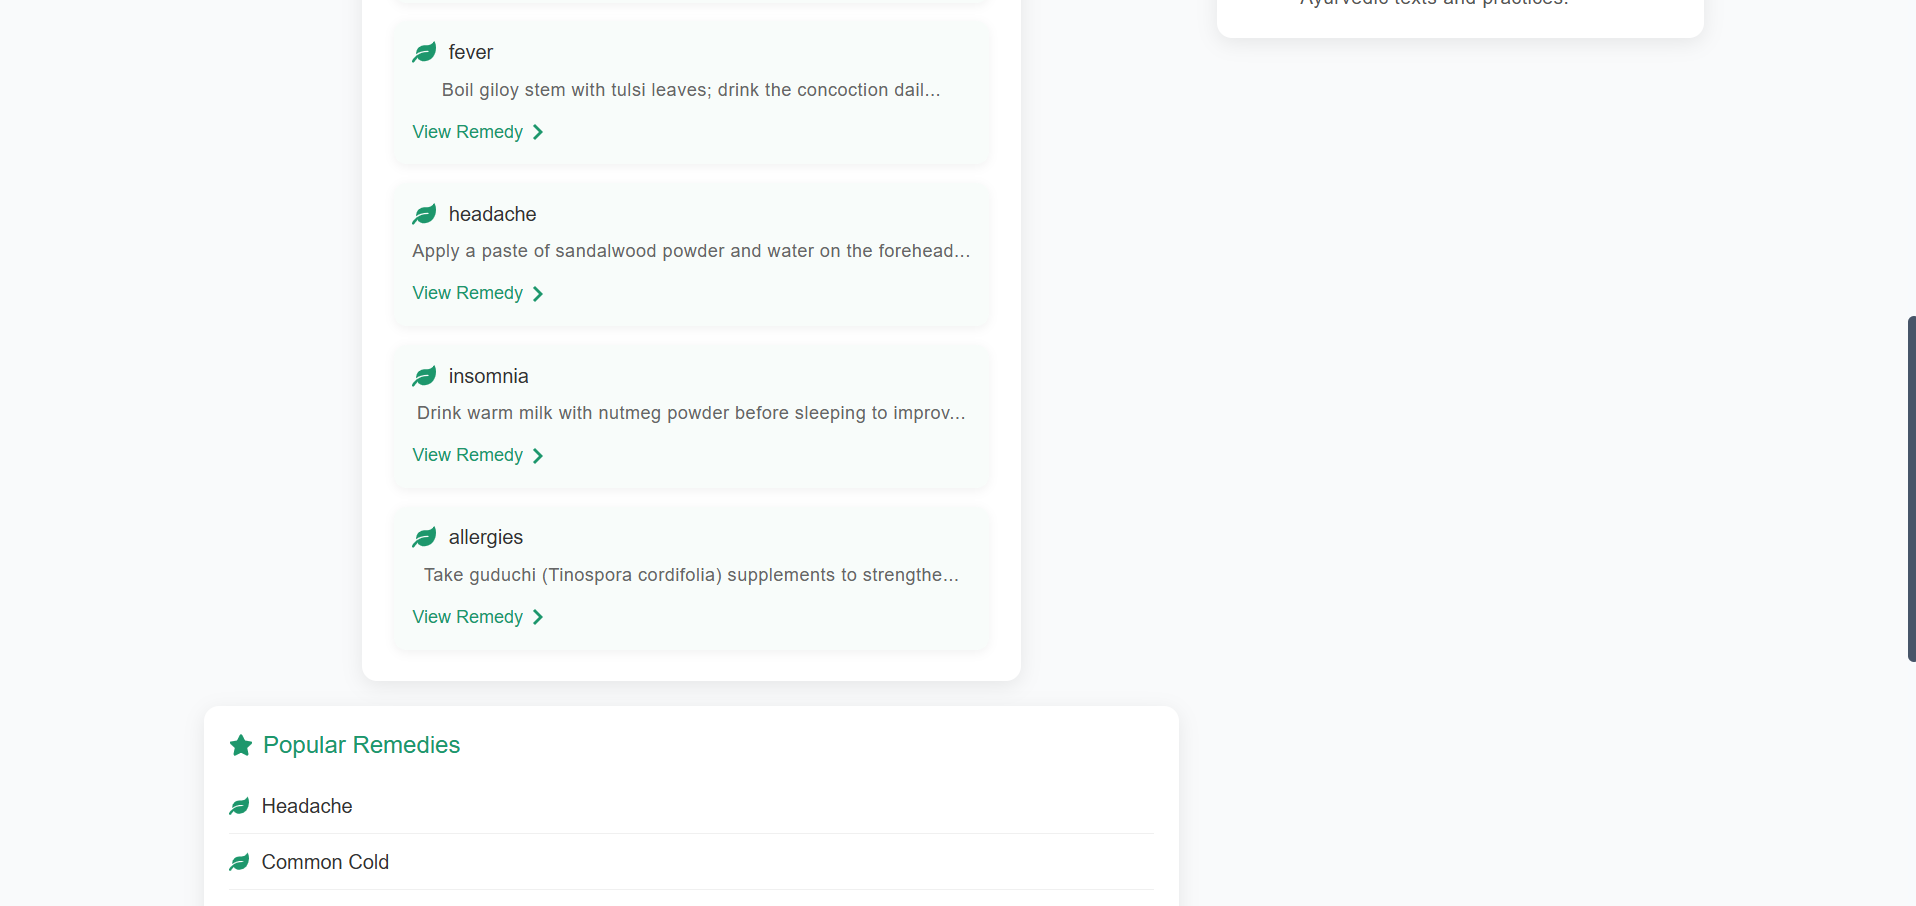 Ayurvedic texts and practices.
fever
Boil giloy stem with tulsi leaves; drink the concoction dail...
View Remedy
headache
Apply a paste of sandalwood powder and water on the forehead...
View Remedy
insomnia
Drink warm milk with nutmeg powder before sleeping to improv...
View Remedy
allergies
Take guduchi (Tinospora cordifolia) supplements to strengthe...
View Remedy
Popular Remedies
Headache
Common Cold